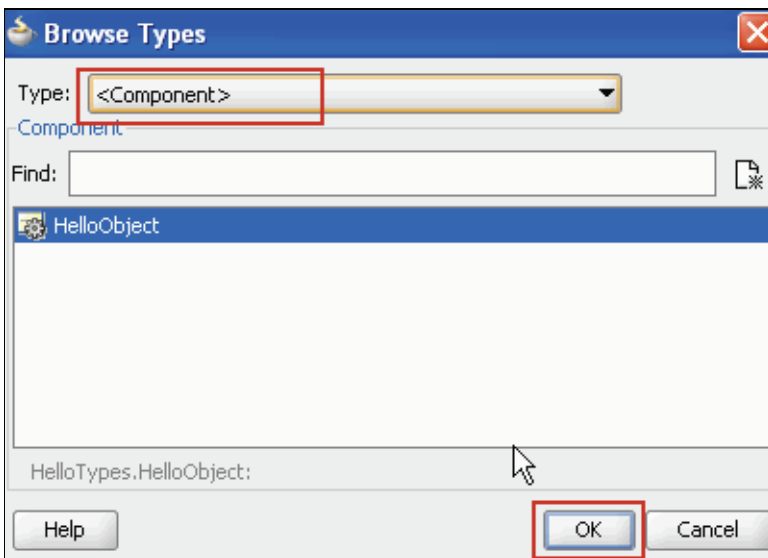 Browse Types
Type: <Component>
Component
Find:
HelloObject
HelloTypes.HelloObject:
Help OK Cancel